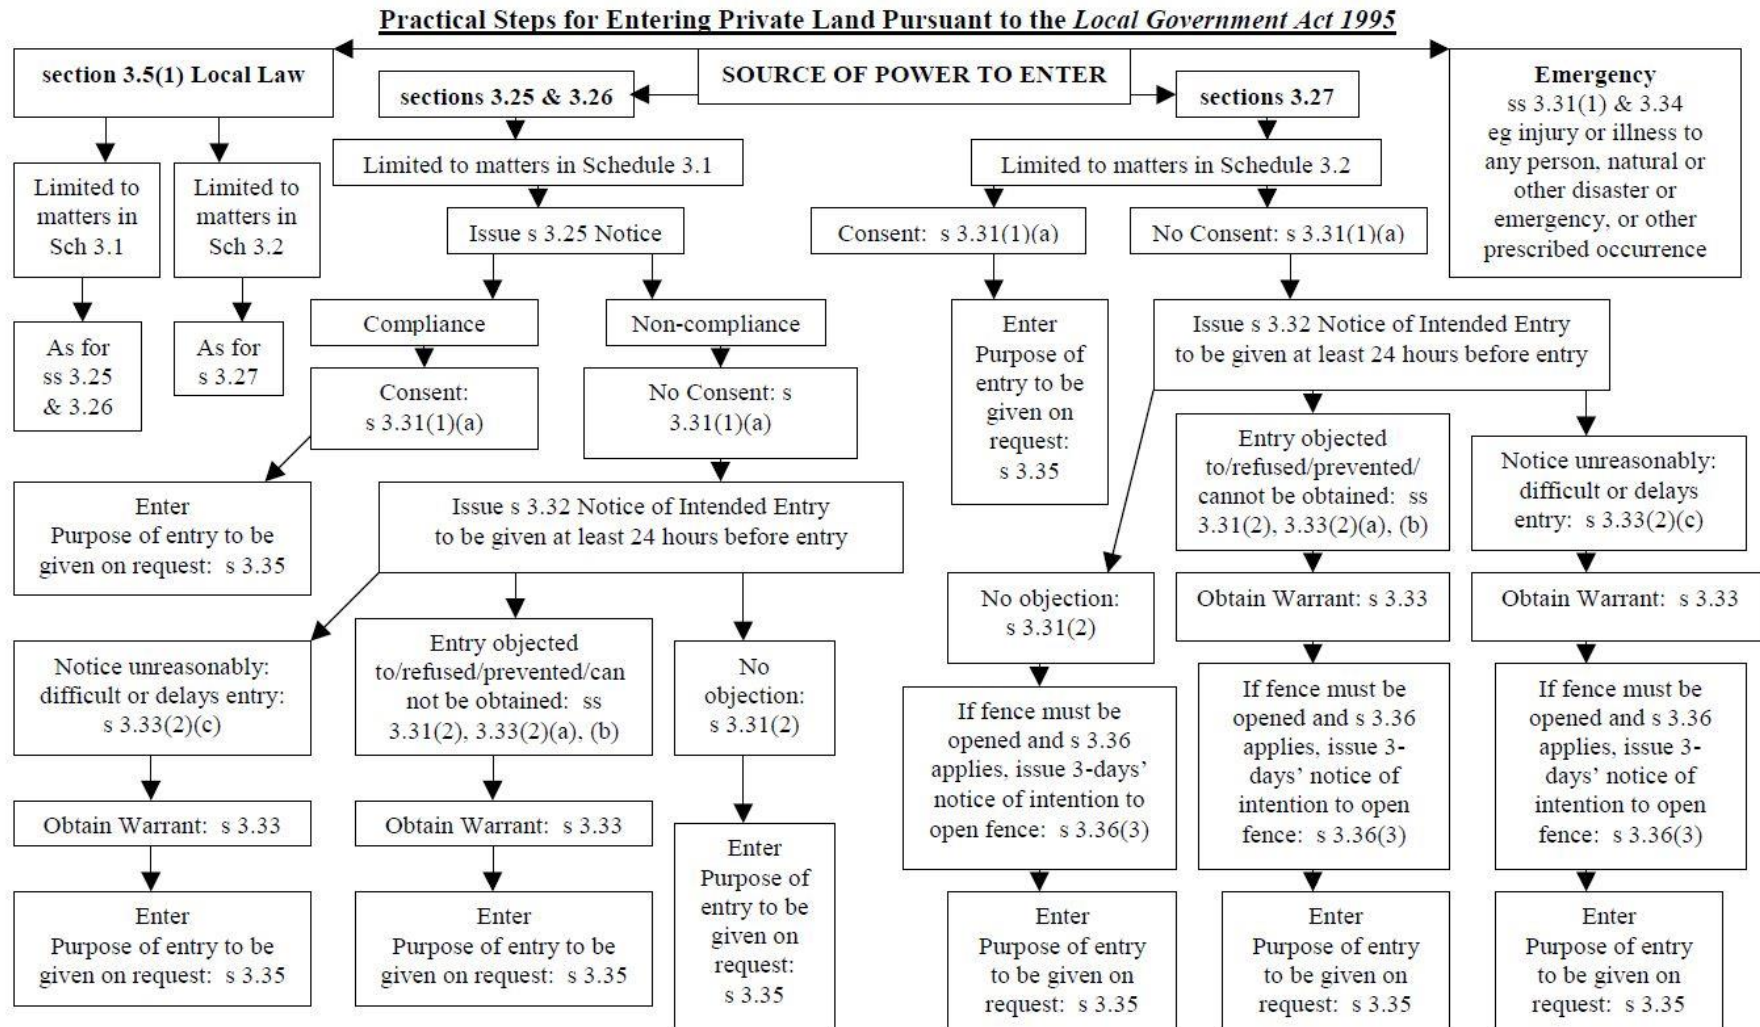 Practical Steps for Entering Private Land Pursuant to the Local Government Act 1995
section 3.5(1) Local Law
SOURCE OF POWER TO ENTER
sections 3.25 & 3.26
sections 3.27
Emergency
ss 3.31(1) & 3.34
eg injury or illness to
any person, natural or
other disaster or
emergency, or other
prescribed occurrence
Limited to
matters in
Sch 3.1
Limited to
matters in
Sch 3.2
Limited to matters in Schedule 3.1
Limited to matters in Schedule 3.2
Issue s 3.25 Notice
Consent: s 3.31(1)(a)
No Consent: s 3.31(1)(a)
As for
ss 3.25
& 3.26
As for
s 3.27
Compliance
Non-compliance
Enter
Purpose of
entry to be
given on
request:
s 3.35
Issue s 3.32 Notice of Intended Entry
to be given at least 24 hours before entry
Consent:
s 3.31(1)(a)
No Consent: s
3.31(1)(a)
Enter
Purpose of entry to be
given on request: s 3.35
Issue s 3.32 Notice of Intended Entry
to be given at least 24 hours before entry
Entry objected
to/refused/prevented/
cannot be obtained: ss
3.31(2), 3.33(2)(a), (b)
Notice unreasonably:
difficult or delays
entry: s 3.33(2)(c)
No objection:
s 3.31(2)
Obtain Warrant: s 3.33
Obtain Warrant: s 3.33
Notice unreasonably:
difficult or delays entry:
s 3.33(2)(c)
Entry objected
to/refused/prevented/can
not be obtained: ss
3.31(2), 3.33(2)(a), (b)
No
objection:
s 3.31(2)
If fence must be
opened and s 3.36
applies, issue 3-days’
notice of intention to
open fence: s 3.36(3)
If fence must be
opened and s 3.36
applies, issue 3-
days’ notice of
intention to open
fence: s 3.36(3)
If fence must be
opened and s 3.36
applies, issue 3-
days’ notice of
intention to open
fence: s 3.36(3)
Obtain Warrant: s 3.33
Obtain Warrant: s 3.33
Enter
Purpose of
entry to be
given on
request:
s 3.35
Enter
Purpose of entry to be
given on request: s 3.35
Enter
Purpose of entry to be
given on request: s 3.35
Enter
Purpose of entry
to be given on
request: s 3.35
Enter
Purpose of entry
to be given on
request: s 3.35
Enter
Purpose of entry
to be given on
request: s 3.35